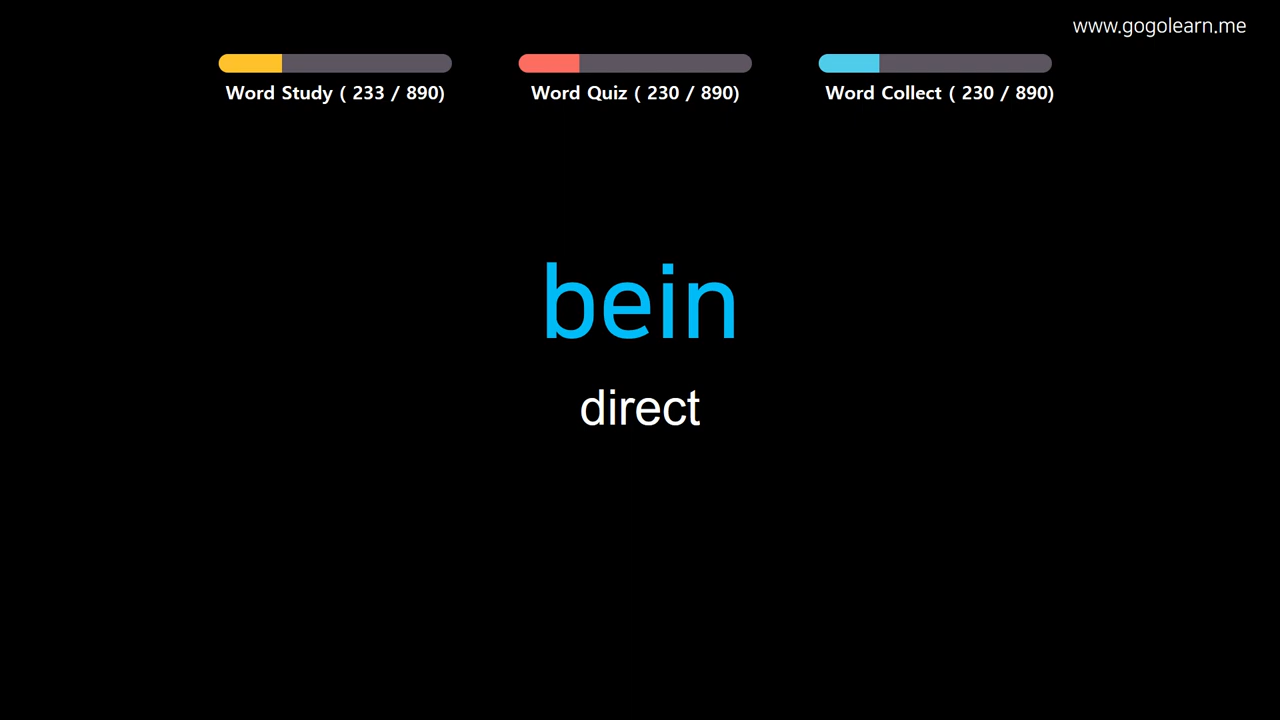 www.gogolearn.me
Word Study ( 233 / 890)
Word Quiz ( 230 / 890)
Word Collect ( 230 / 890)
bein
direct